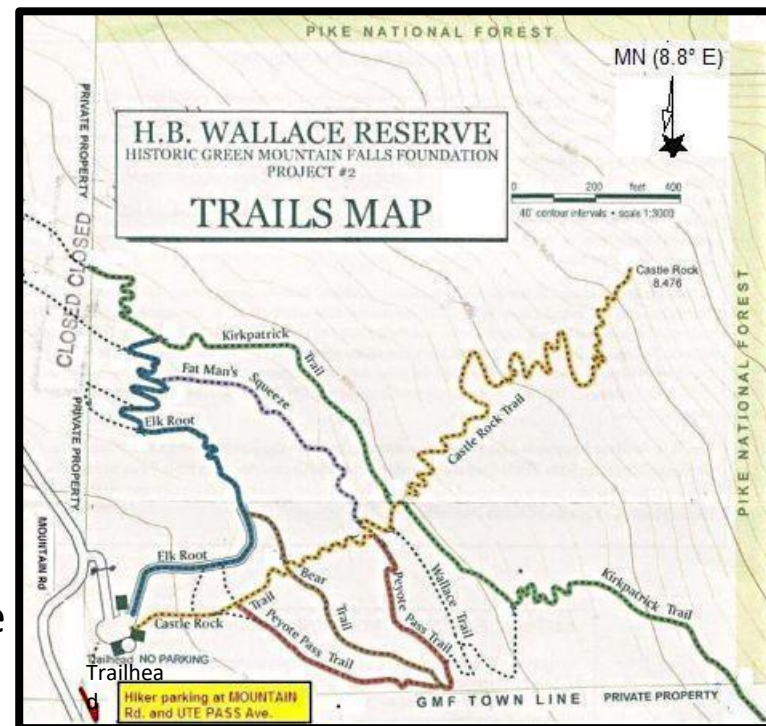 PIKE NATIONAL FOREST
MN (8.8° E)
PRIVATE PROPERTY
H.B. WALLACE RESERVE
HISTORIC GREEN MOUNTAIN FALLS FOUNDATION
PROJECT #2
TRAILS MAP
0 200 feet 400
40' contour intervals • scale 1:3000
CLOSED CLOSED
Castle Rock
8,476
PIKE NATIONAL FOREST
Kirkpatrick
Trail
Fat Man's Squeeze
Castle Rock Trail
PRIVATE PROPERTY
Elk Root
MOUNTAIN Rd
Elk Root
Bear
Trail
Peyote
Pass Trail
Wallace Trail
Kirkpatrick Trail
Castle Rock
Trail
Peyote Pass Trail
e
Trailhead NO PARKING
Trailhea
d
Hiker parking at MOUNTAIN
Rd. and UTE PASS Ave.
GMF TOWN LINE PRIVATE PROPERTY